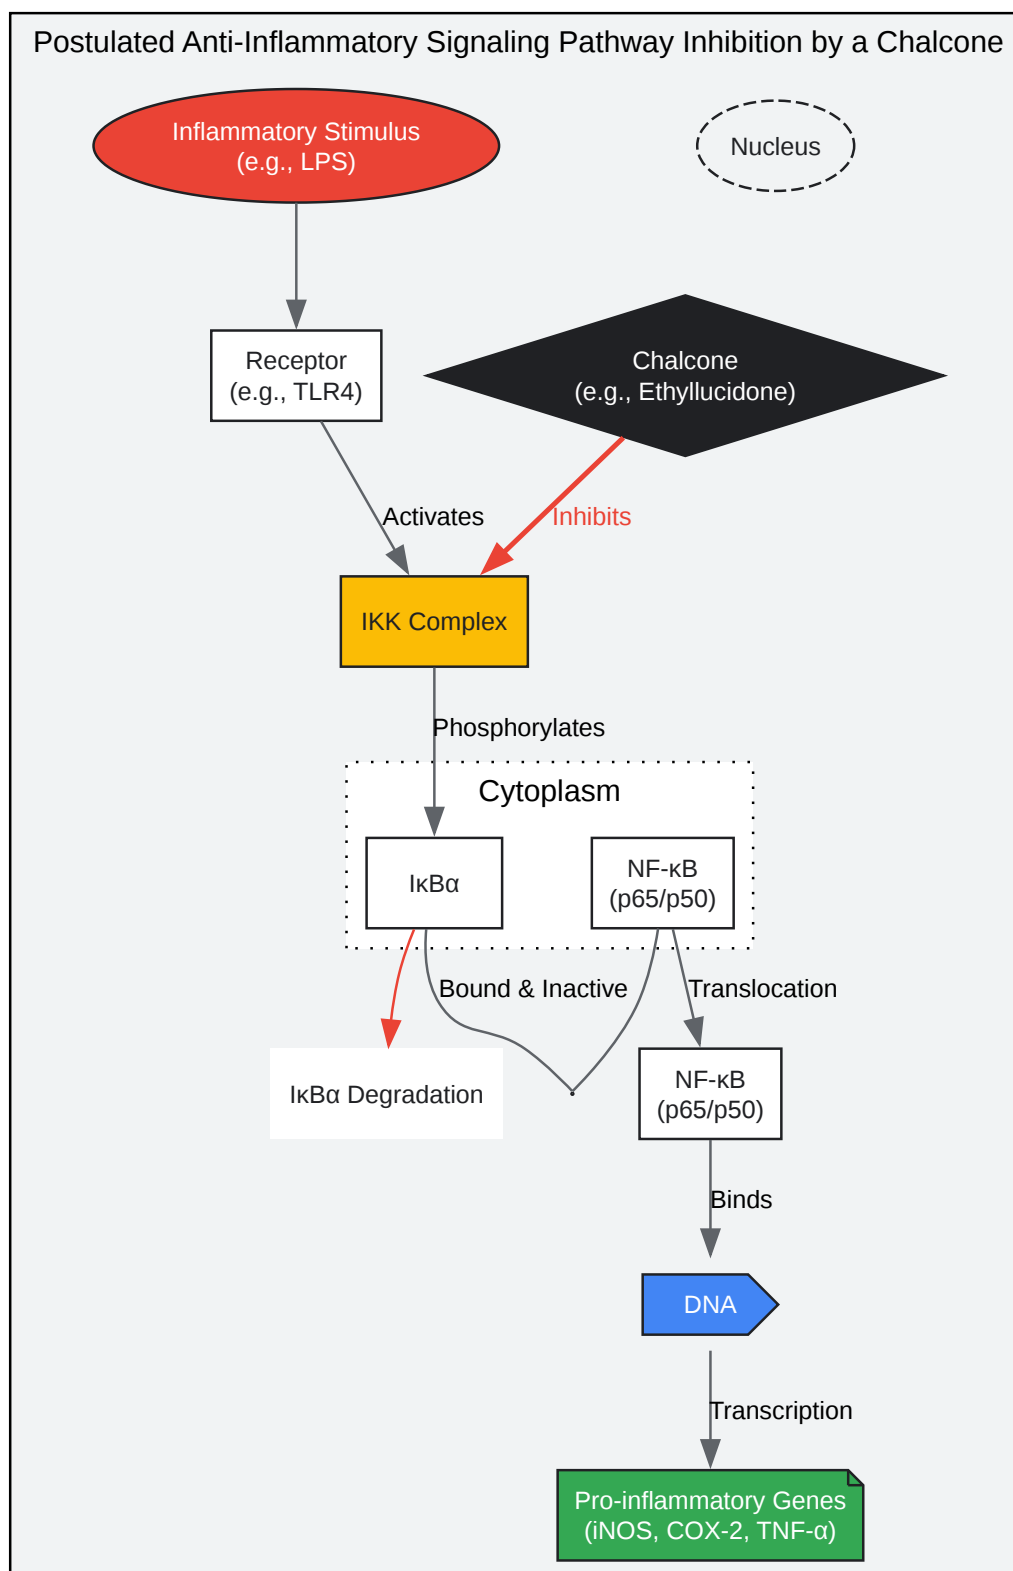 Postulated Anti-Inflammatory Signaling Pathway Inhibition by a Chalcone
Inflammatory Stimulus
(e.g., LPS)
Nucleus
Receptor
(e.g., TLR4)
Chalcone
(e.g., Ethyllucidone)
Activates
Inhibits
IKK Complex
Phosphorylates
Cytoplasm
IκBα
NF-κB
(p65/p50)
Bound & Inactive
Translocation
IκBα Degradation
NF-κB
(p65/p50)
Binds
DNA
Transcription
Pro-inflammatory Genes
(iNOS, COX-2, TNF-α)